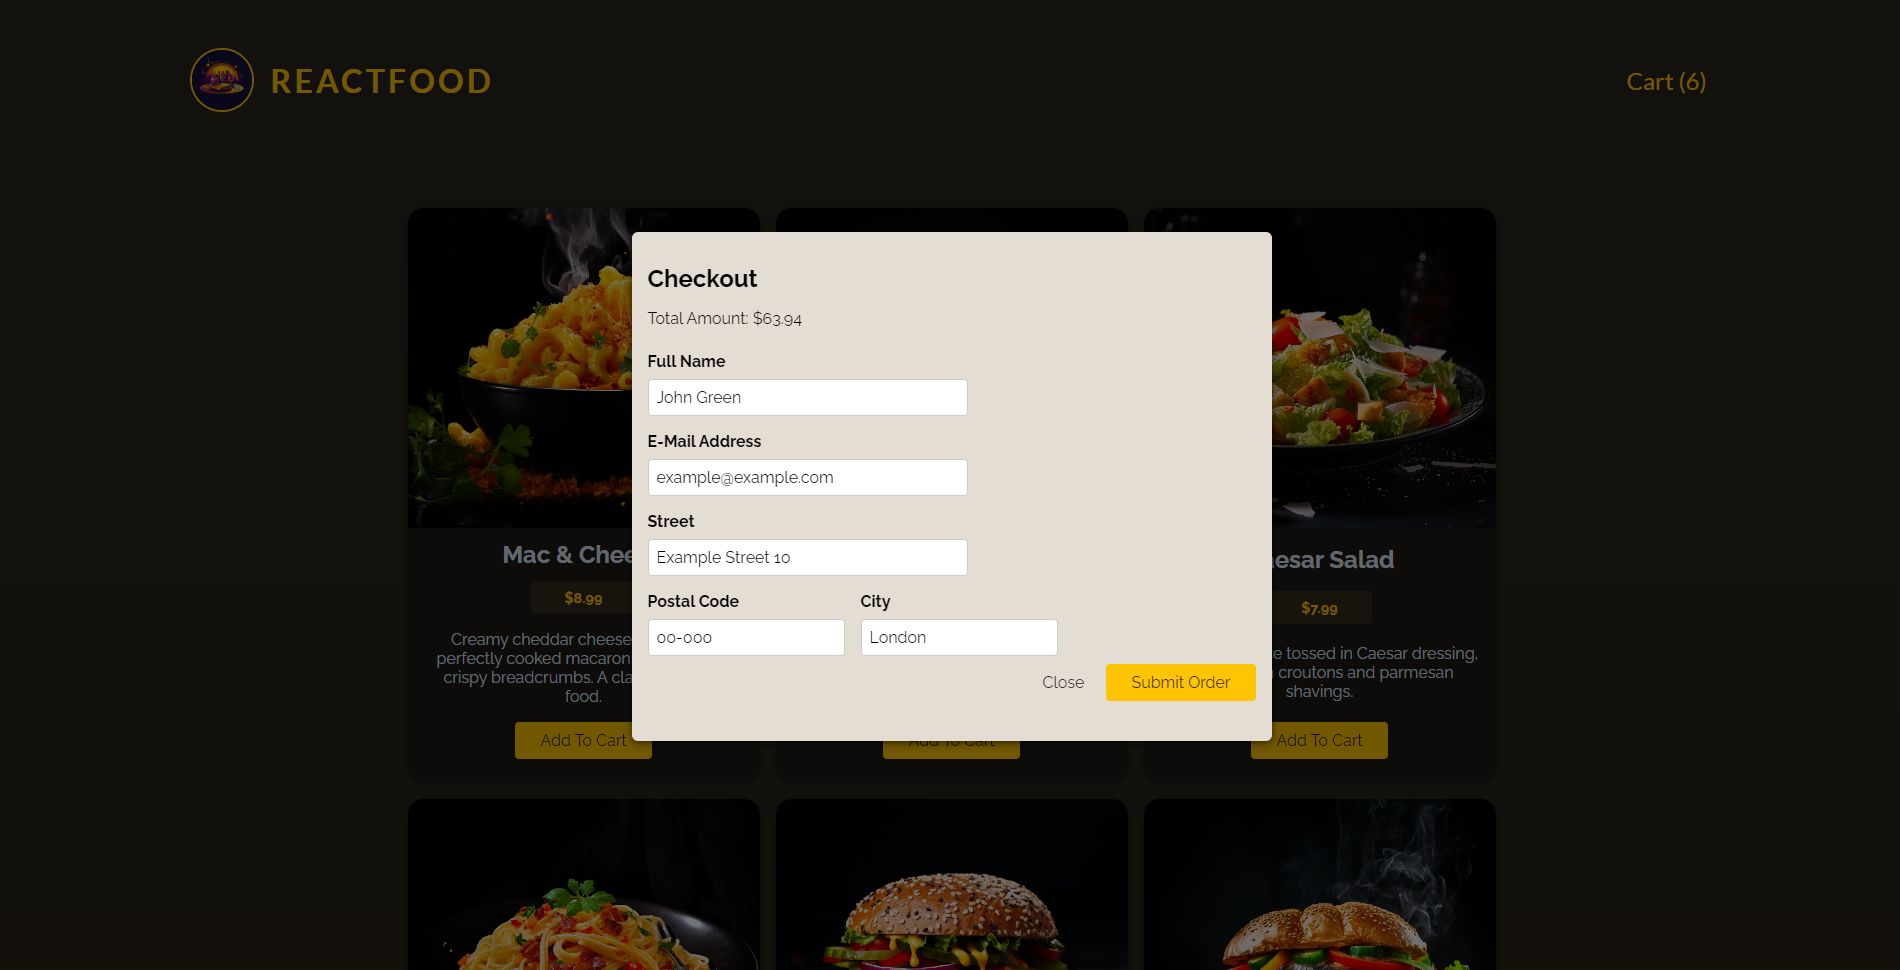 REACTFOOD
Cart (6)
Checkout
Total Amount: $63.94
Full Name
John Green
E-Mail Address
example@example.com
Street
Example Street 10
Postal Code
City
00-000
London
Close
Submit Order
Mac & Chee
$8.99
Creamy cheddar cheese
perfectly cooked macaron
crispy breadcrumbs. A cla
food.
Add To Cart
Add To Cart
esar Salad
$7.99
e tossed in Caesar dressing,
croutons and parmesan
shavings.
Add To Cart